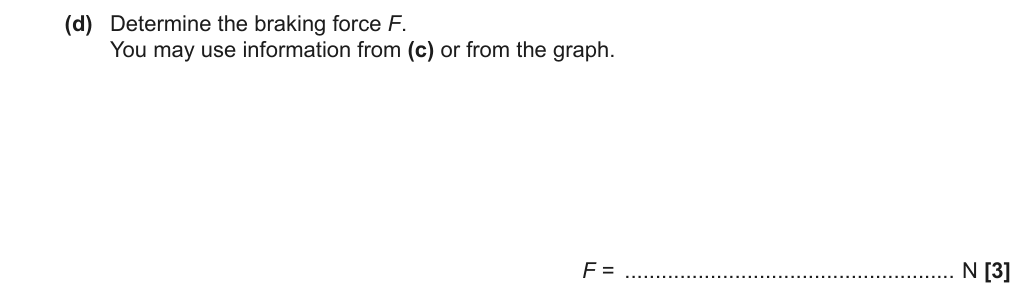 (d) Determine the braking force F.
You may use information from (c) or from the graph.
F = ...................................................... N [3]